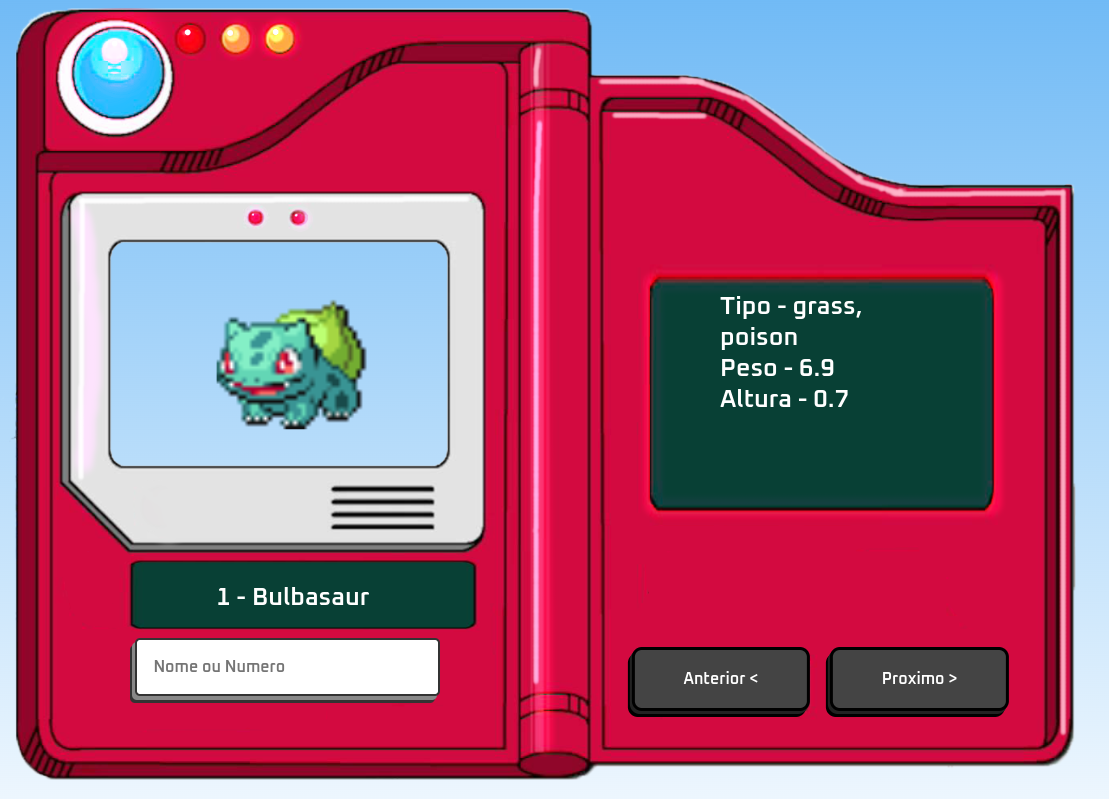 1 - Bulbasaur
Nome ou Numero
Tipo - grass,
poison
Peso - 6.9
Altura - 0.7
Anterior <
Proximo >